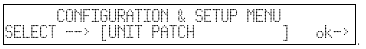 CONFIGURATION & SETUP MENU
SELECT --> [UNIT PATCH ] ok->